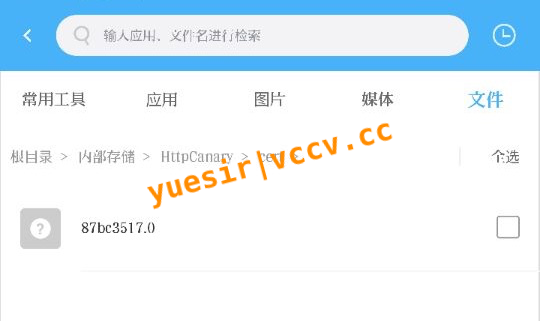 输入应用、文件名进行检索
常用工具 应用 图片 媒体 文件
根目录 > 内部存储 > HttpCanary > cert 全选
yuesir|vccv.cc
?
87bc3517.0